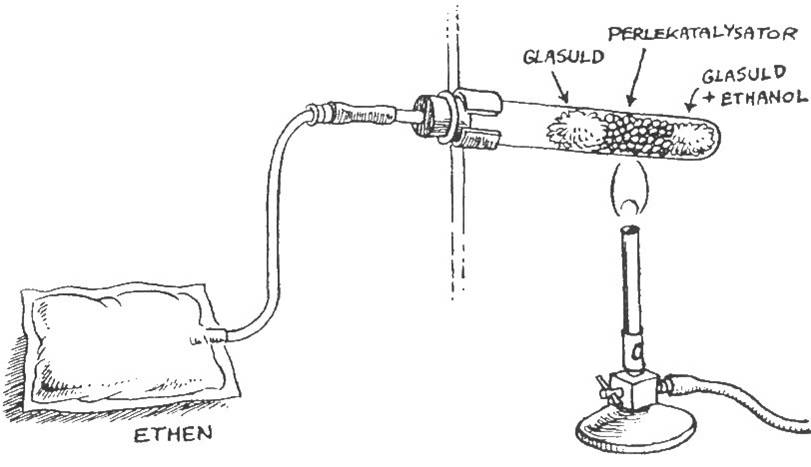 PERLEKATALYSATOR
GLASULD
GLASULD
+ ETHANOL
ETHEN